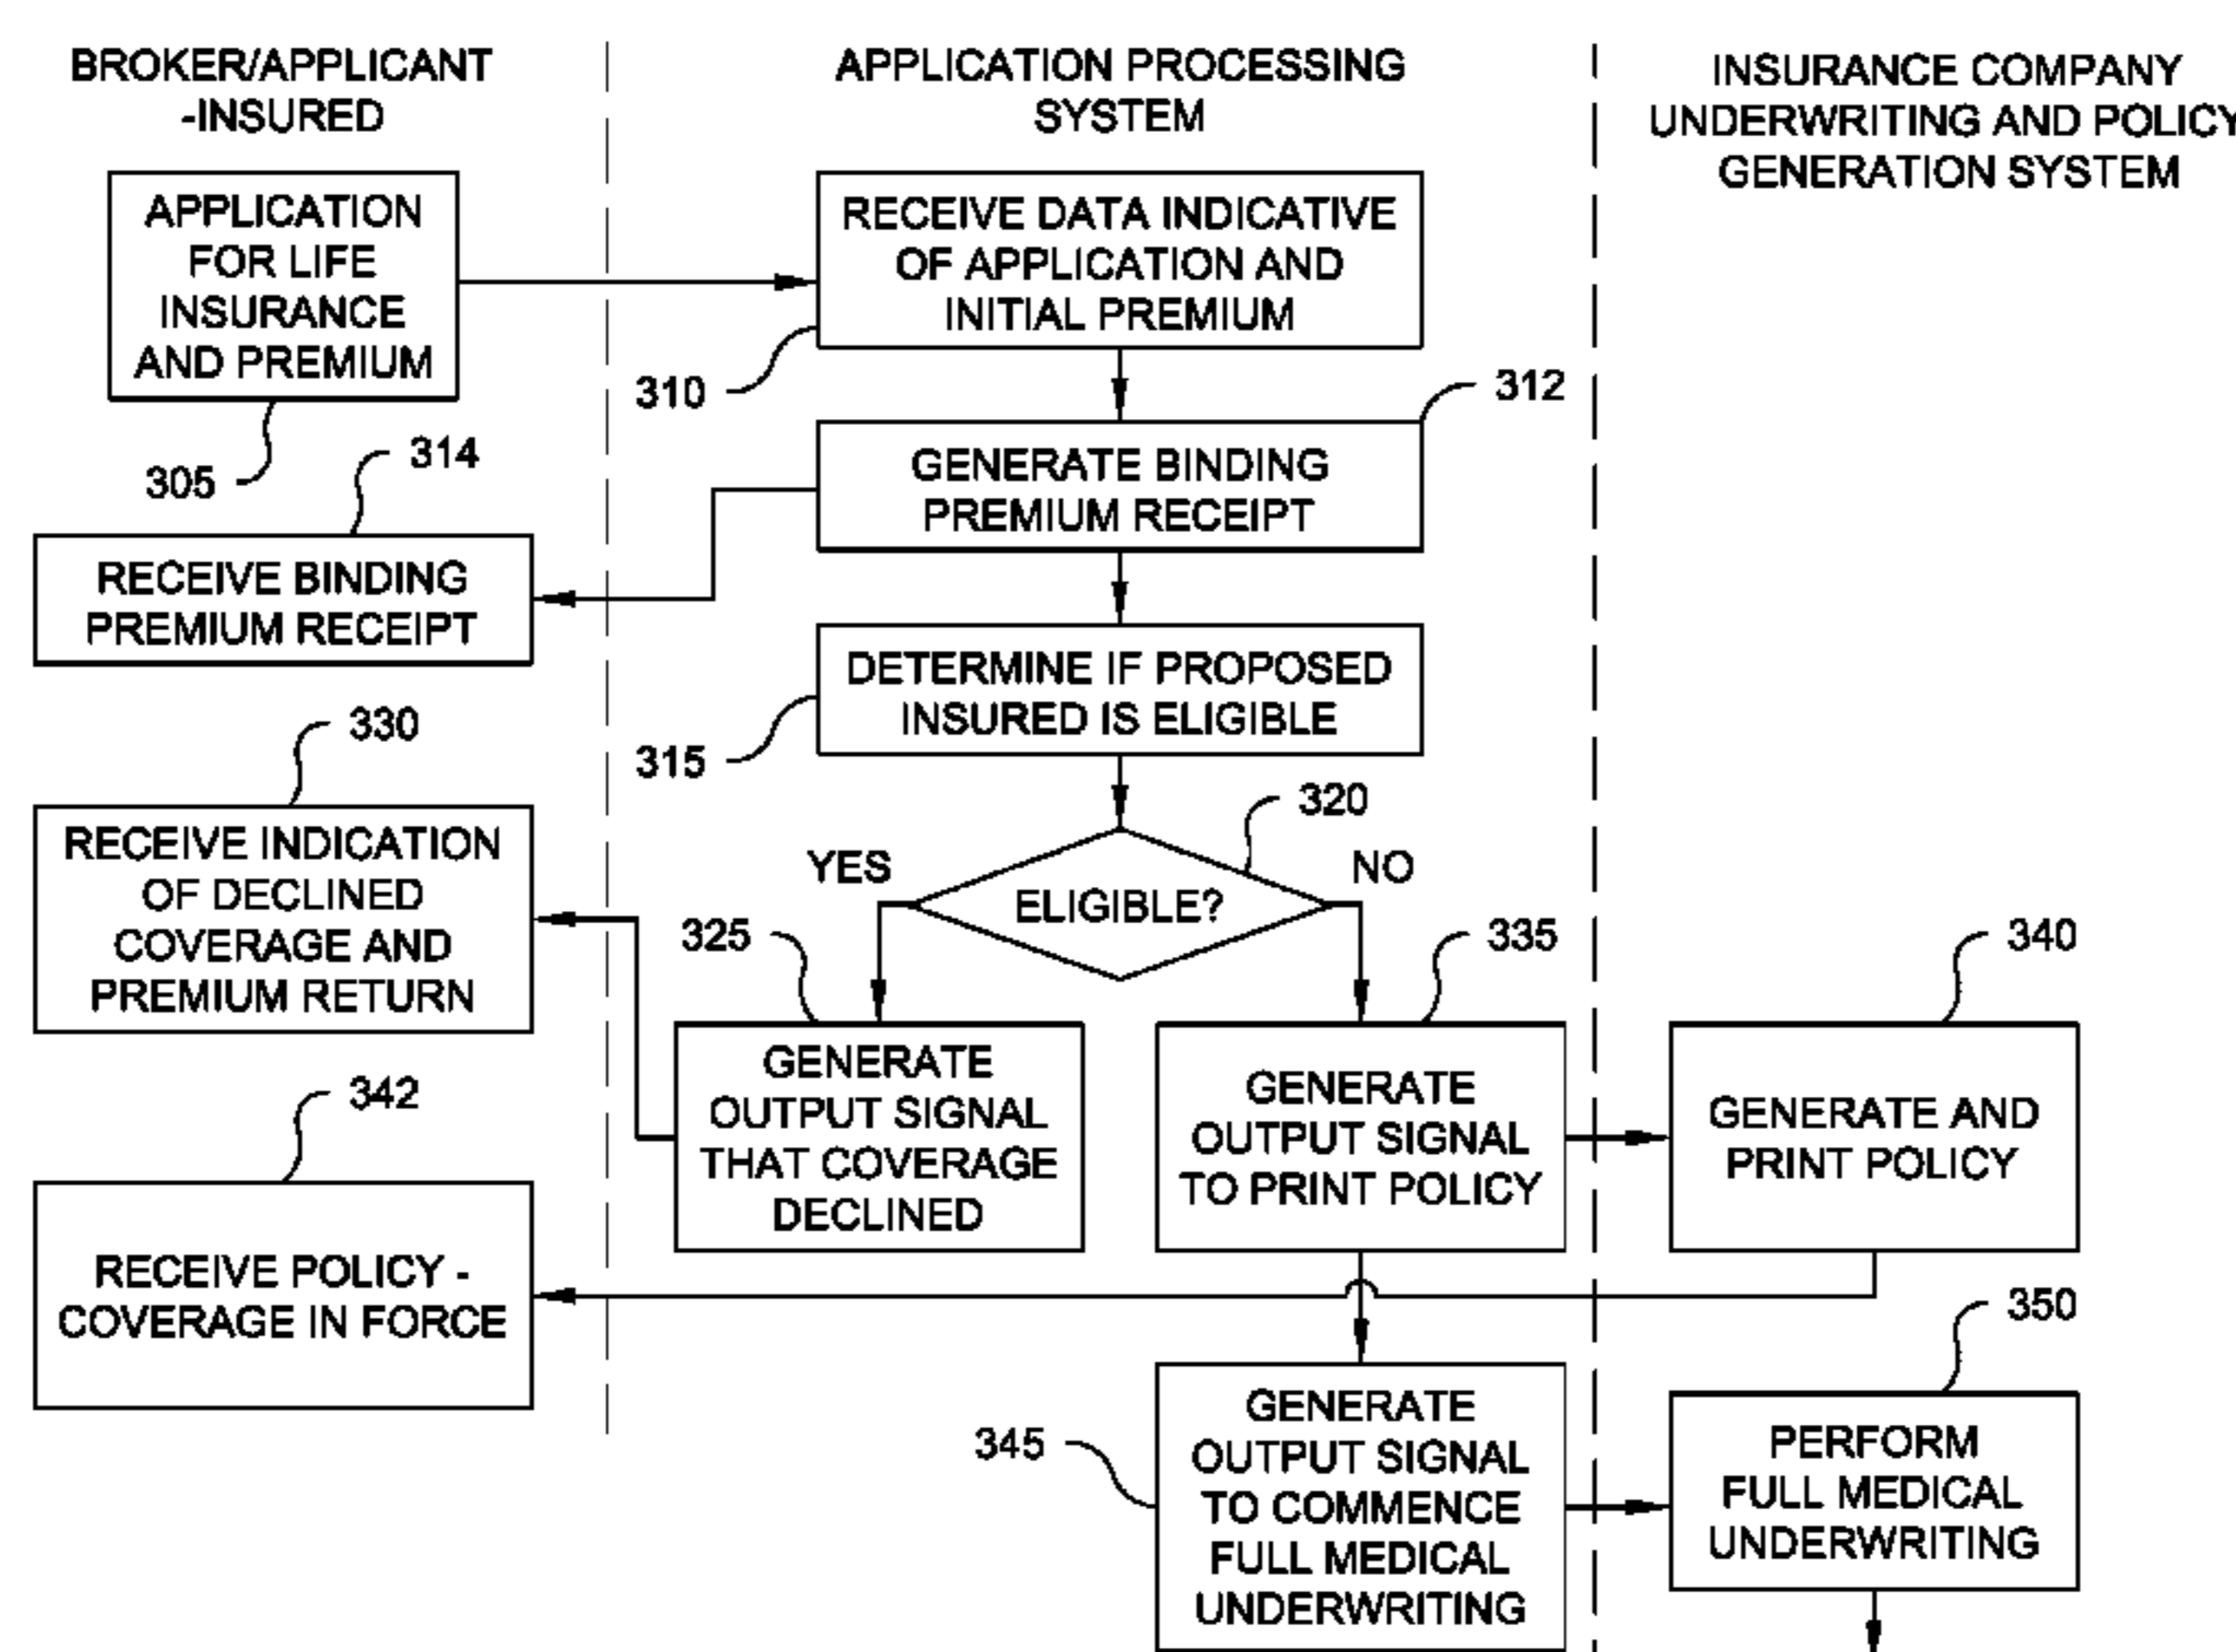 BROKER/APPLICANT
-INSURED
APPLICATION PROCESSING
SYSTEM
INSURANCE COMPANY
UNDERWRITING AND POLICY
GENERATION SYSTEM
APPLICATION
FOR LIFE
INSURANCE
AND PREMIUM
305
RECEIVE DATA INDICATIVE
OF APPLICATION AND
INITIAL PREMIUM
310
312
GENERATE BINDING
PREMIUM RECEIPT
314
RECEIVE BINDING
PREMIUM RECEIPT
DETERMINE IF PROPOSED
INSURED IS ELIGIBLE
315
320
YES
ELIGIBLE?
NO
330
RECEIVE INDICATION
OF DECLINED
COVERAGE AND
PREMIUM RETURN
325
GENERATE
OUTPUT SIGNAL
THAT COVERAGE
DECLINED
335
GENERATE
OUTPUT SIGNAL
TO PRINT POLICY
340
GENERATE AND
PRINT POLICY
342
RECEIVE POLICY -
COVERAGE IN FORCE
345
GENERATE
OUTPUT SIGNAL
TO COMMENCE
FULL MEDICAL
UNDERWRITING
350
PERFORM
FULL MEDICAL
UNDERWRITING